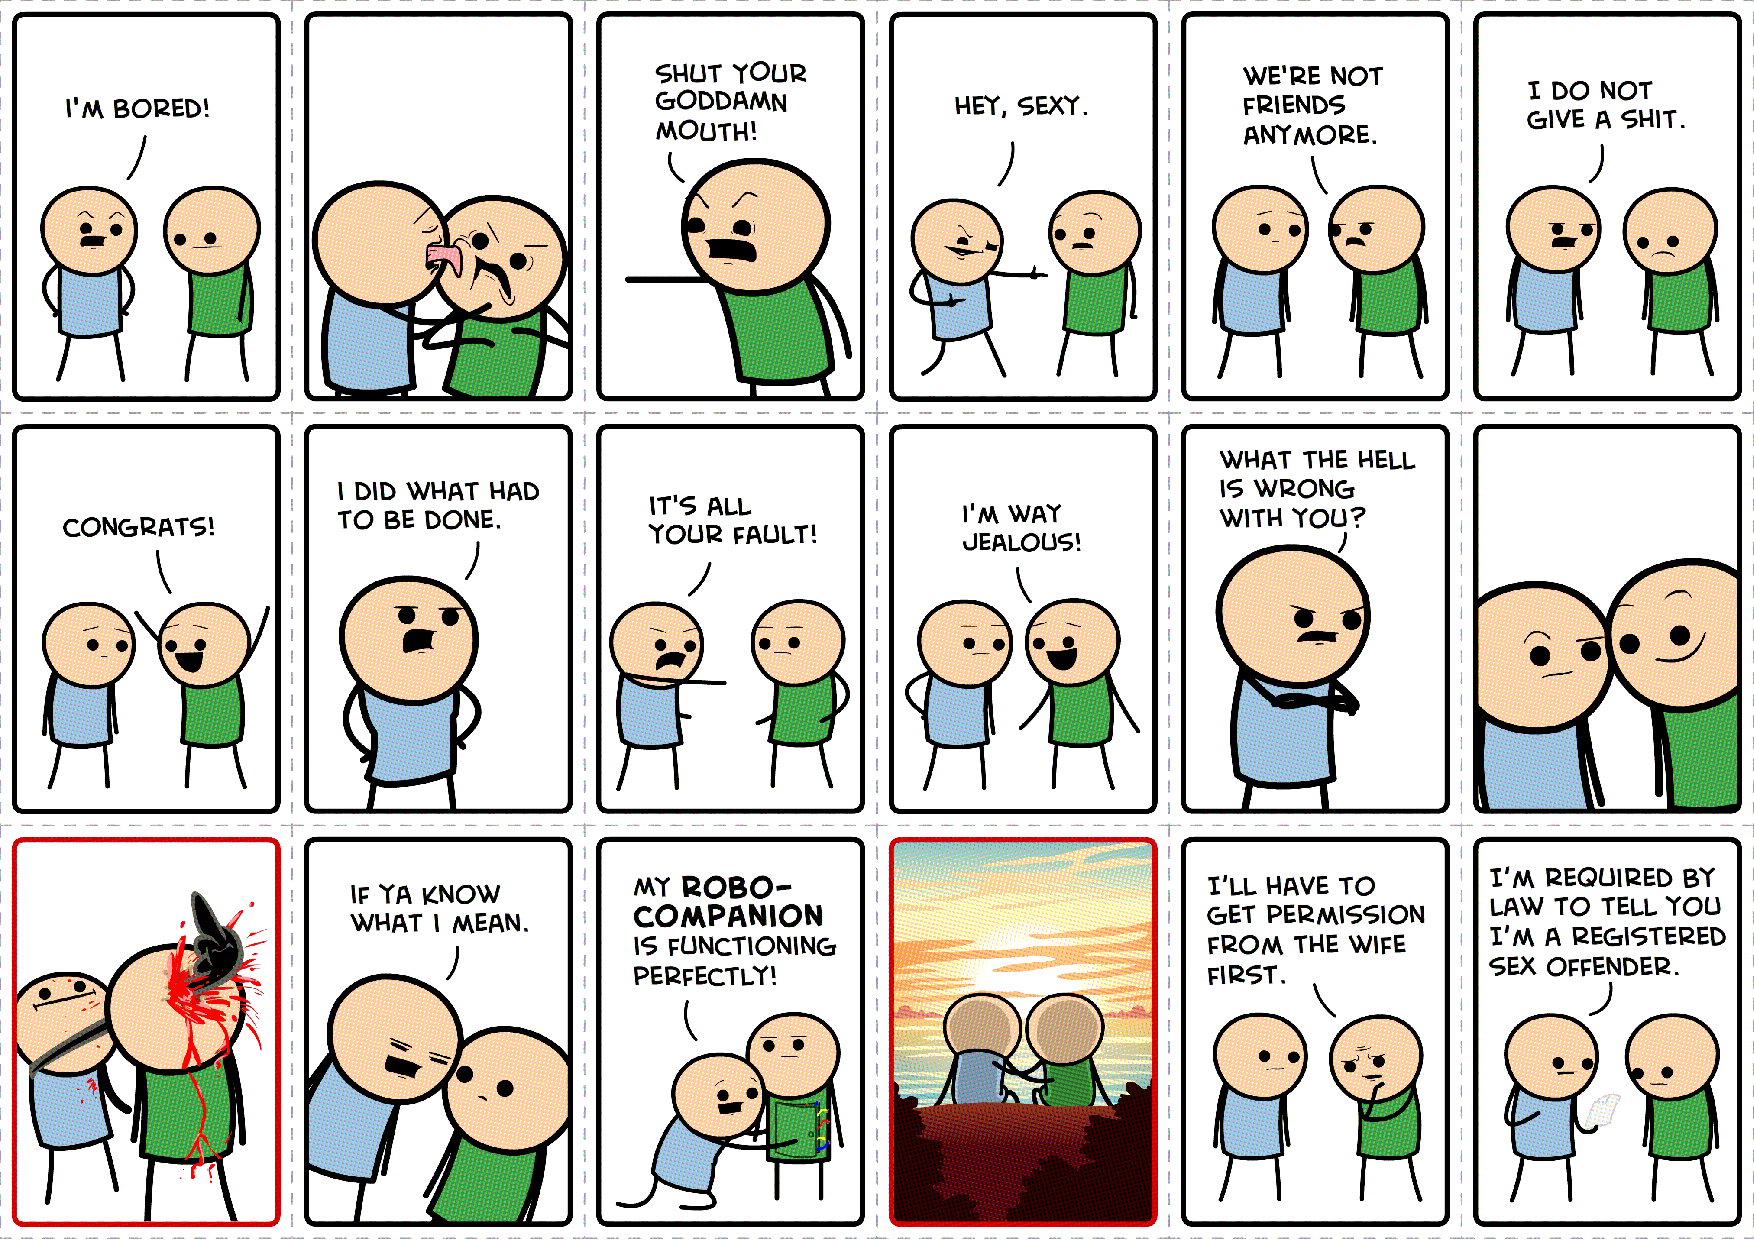 I'M BORED!
SHUT YOUR
GODDAMN
MOUTH!
HEY, SEXY.
WE'RE NOT
FRIENDS
ANYMORE.
I DO NOT
GIVE A SHIT.
CONGRATS!
I DID WHAT HAD
TO BE DONE.
IT'S ALL
YOUR FAULT!
I'M WAY
JEALOUS!
WHAT THE HELL
IS WRONG
WITH YOU?
IF YA KNOW
WHAT I MEAN.
MY ROBO-
COMPANION
IS FUNCTIONING
PERFECTLY!
I'LL HAVE TO
GET PERMISSION
FROM THE WIFE
FIRST.
I'M REQUIRED BY
LAW TO TELL YOU
I'M A REGISTERED
SEX OFFENDER.